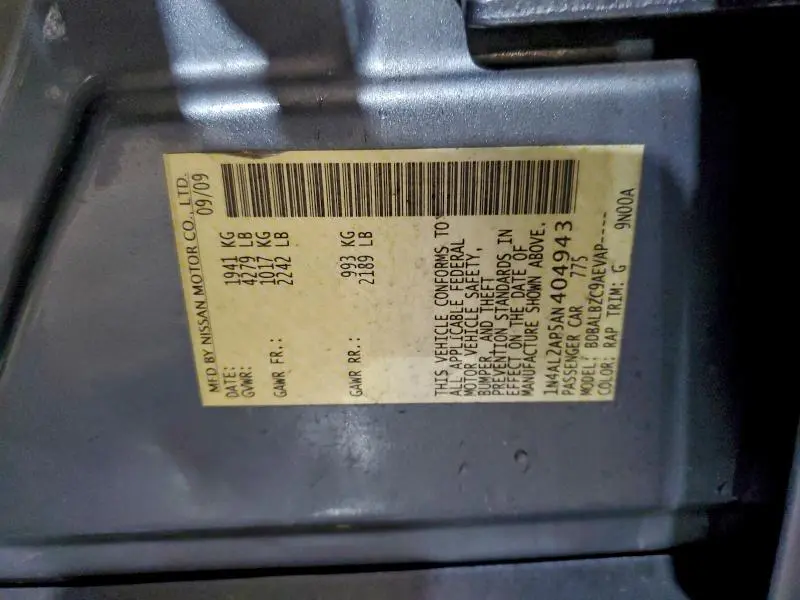 MFD BY NISSAN MOTOR CO., LTD.
DATE: 09/09
GVWR: 1941 KG
4279 LB
GAWR FR.: 1017 KG
2242 LB
GAWR RR.: 993 KG
2189 LB
THIS VEHICLE CONFORMS TO
ALL APPLICABLE FEDERAL
MOTOR VEHICLE SAFETY,
BUMPER, AND THEFT
PREVENTION STANDARDS IN
EFFECT ON THE DATE OF
MANUFACTURE SHOWN ABOVE.
1N4AL2AP5AN404943
PASSENGER CAR 775
MODEL: BDBALBZC9AEVAP----
COLOR: RAP TRIM: G 9N00A